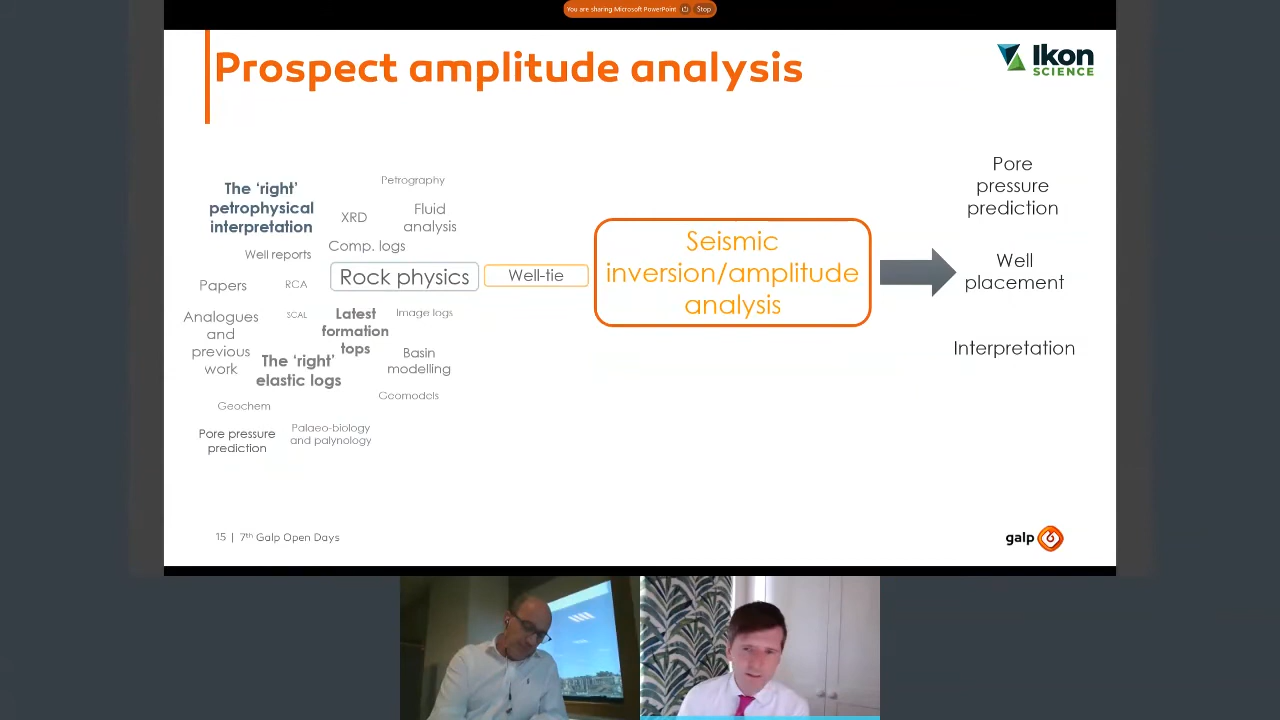 You are sharing Microsoft PowerPoint Stop
Prospect amplitude analysis
Ikon
SCIENCE
The 'right'
petrophysical
interpretation
Petrography
XRD
Fluid
analysis
Well reports
Comp. logs
Papers
RCA
Rock physics
Well-tie
Analogues
and
previous
work
SCAL
Latest
formation
tops
Image logs
The 'right'
elastic logs
Basin
modelling
Geochem
Geomodels
Pore pressure
prediction
Palaeo-biology
and palynology
Seismic
inversion/amplitude
analysis
Pore
pressure
prediction
Well
placement
Interpretation
15 | 7th Galp Open Days
galp